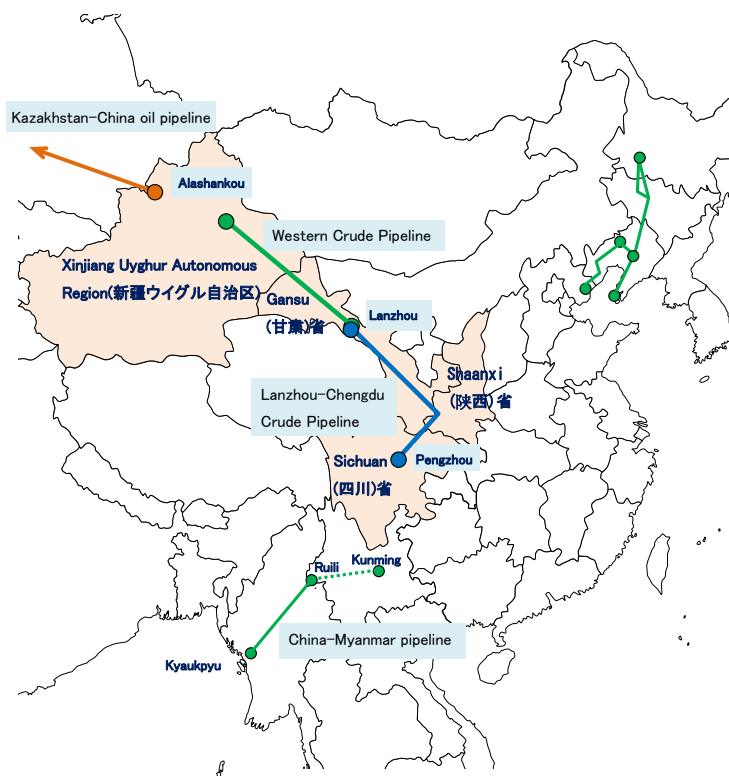 Kazakhstan-China oil pipeline
Alashankou
Western Crude Pipeline
Xinjiang Uyghur Autonomous
Region(新疆ウイグル自治区)
Gansu
(甘粛)省
Lanzhou
Shaanxi
(陕西)省
Lanzhou-Chengdu
Crude Pipeline
Sichuan
(四川)省
Pengzhou
Ruili
Kunming
China-Myanmar pipeline
Kyaukpyu